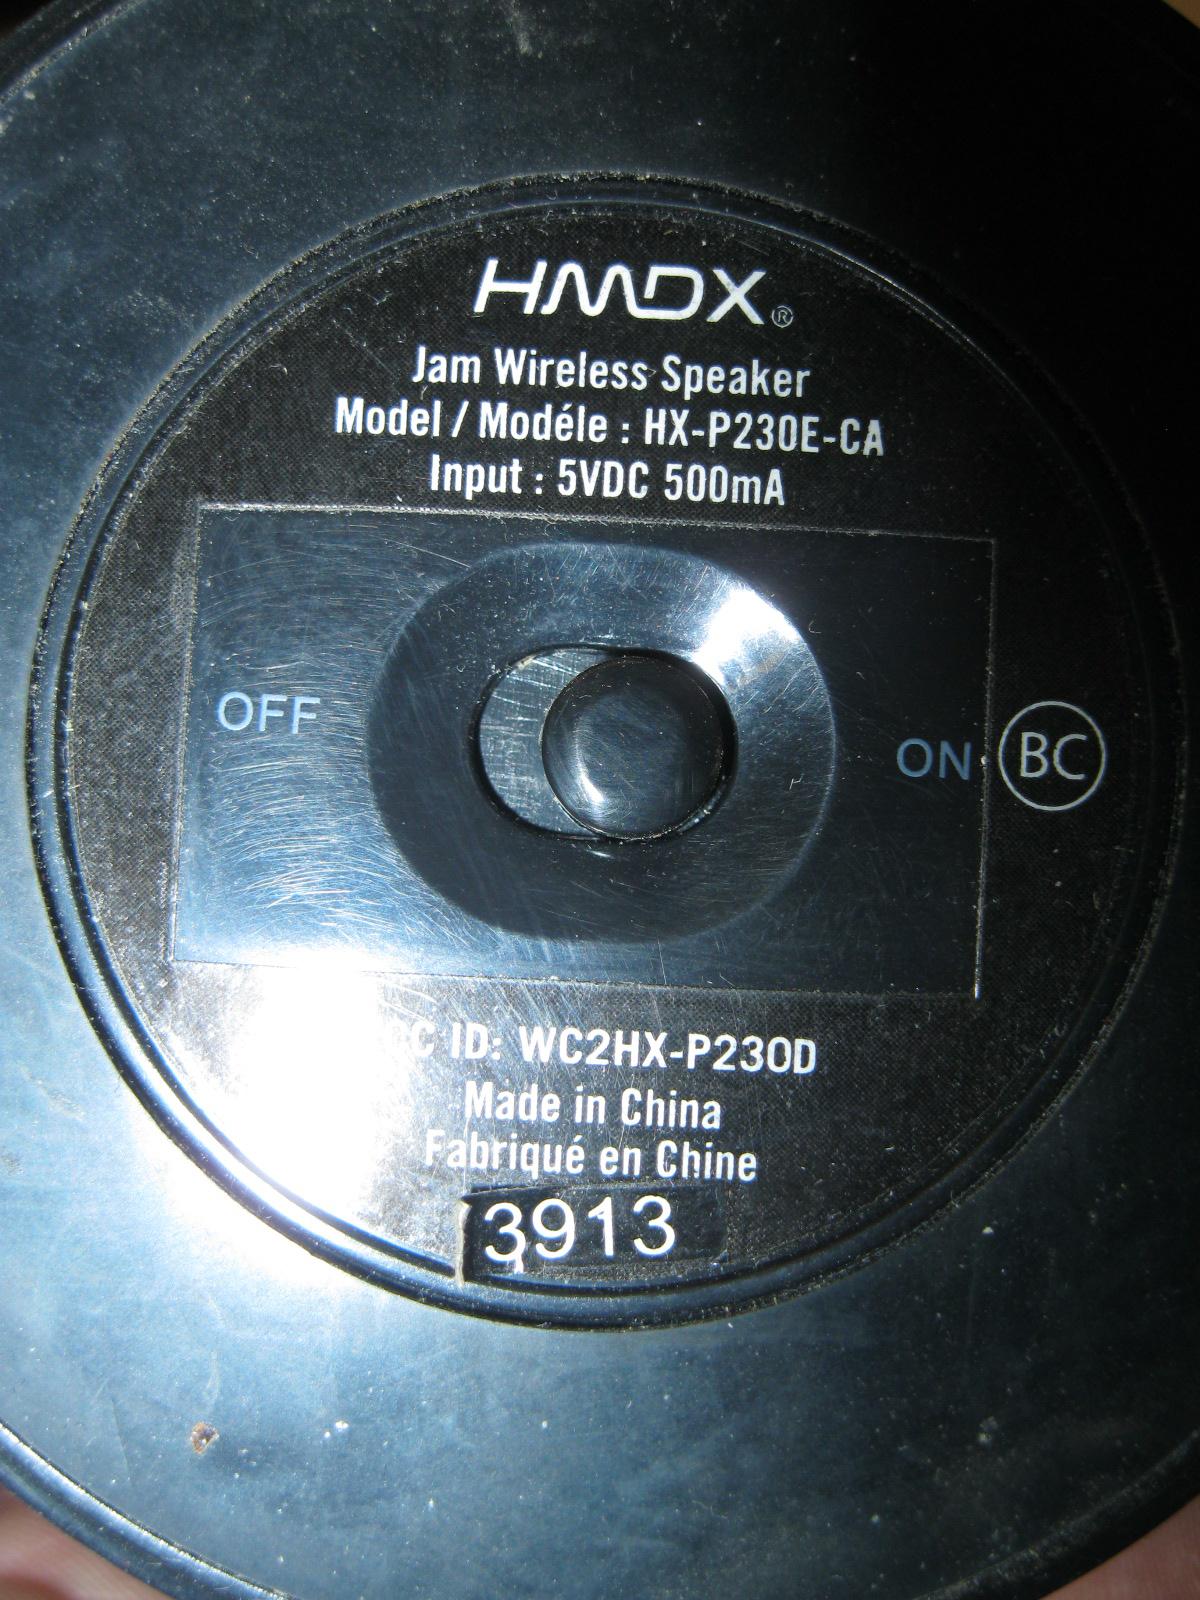 HMDX®
Jam Wireless Speaker
Model / Modéle : HX-P230E-CA
Input : 5VDC 500mA
OFF
ON BC
ID: WC2HX-P230D
Made in China
Fabriqué en Chine
3913